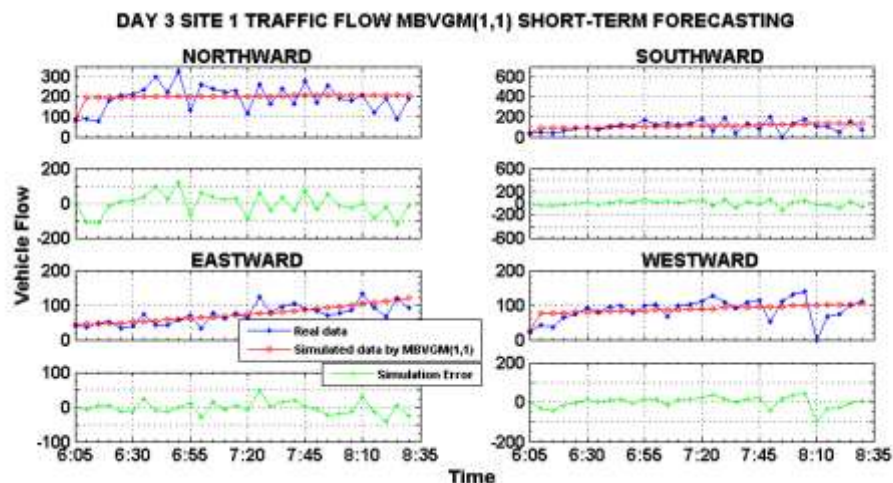 DAY 3 SITE 1 TRAFFIC FLOW MBVGM(1,1) SHORT-TERM FORECASTING
NORTHWARD
300
200
100
0
200
0
-200
SOUTHWARD
600
400
200
0
600
400
200
0
-200
-600
Vehicle Flow
EASTWARD
200
100
0
Real data
Simulated data by MBVGM(1,1)
Simulation Error
100
0
-100
6:05 6:30 6:55 7:20 7:45 8:10 8:35
WESTWARD
200
100
0
200
0
-200
6:05 6:30 6:55 7:20 7:45 8:10 8:35
Time